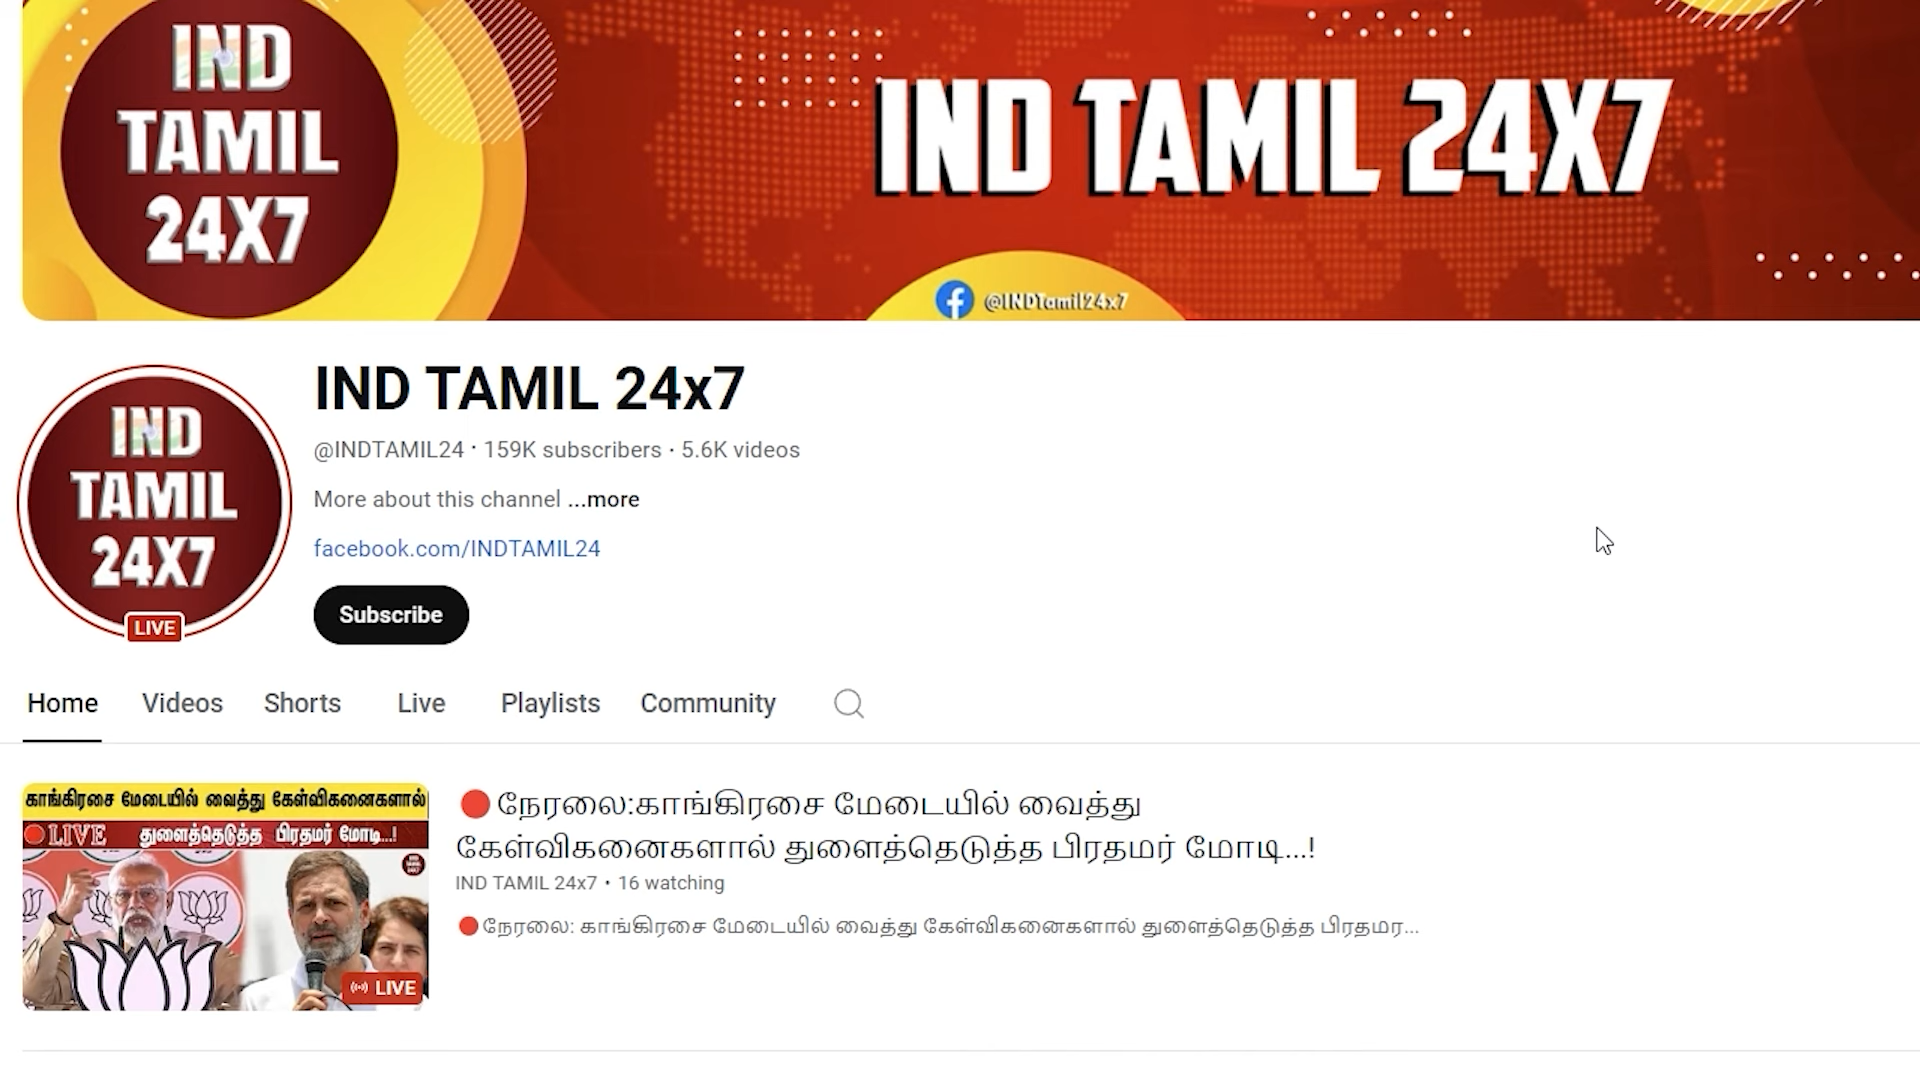 IND
TAMIL
24X7
IND TAMIL 24X7
@INDTamil24x7
IND TAMIL 24x7
@INDTAMIL24 · 159K subscribers · 5.6K videos
More about this channel ...more
facebook.com/INDTAMIL24
Subscribe
IND
TAMIL
24X7
LIVE
Home Videos Shorts Live Playlists Community
காங்கிரசை மேடையில் வைத்து கேள்விகனைகளால்
LIVE துளைத்தெடுத்த பிரதமர் மோடி...!
LIVE
🔴நேரலை:காங்கிரசை மேடையில் வைத்து
கேள்விகனைகளால் துளைத்தெடுத்த பிரதமர் மோடி...!
IND TAMIL 24x7 • 16 watching
🔴நேரலை: காங்கிரசை மேடையில் வைத்து கேள்விகனைகளால் துளைத்தெடுத்த பிரதமர...